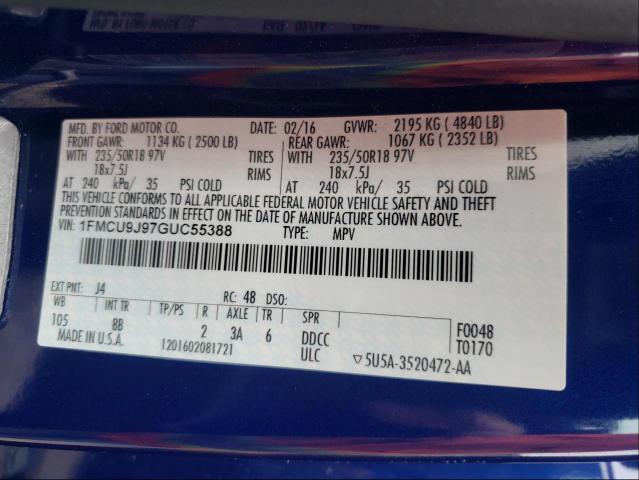 MFD. BY FORD MOTOR CO. DATE: 02/16 GVWR: 2195 KG ( 4840 LB)
FRONT GAWR: 1134 KG ( 2500 LB) REAR GAWR: 1067 KG ( 2352 LB)
WITH 235/50R18 97V TIRES WITH 235/50R18 97V TIRES
18x7.5J RIMS 18x7.5J RIMS
AT 240 kPa/ 35 PSI COLD AT 240 kPa/ 35 PSI COLD
THIS VEHICLE CONFORMS TO ALL APPLICABLE FEDERAL MOTOR VEHICLE SAFETY AND THEFT
PREVENTION STANDARDS IN EFFECT ON THE DATE OF MANUFACTURE SHOWN ABOVE.
VIN: 1FMCU9J97GUC55388 TYPE: MPV
EXT PNT: J4 RC: 48 DSO:
WB INT TR TP/PS R AXLE TR SPR F0048
105 8B 2 3A 6 DDCC T0170
MADE IN U.S.A. 1201602081721 ULC ▽5U5A-3520472-AA